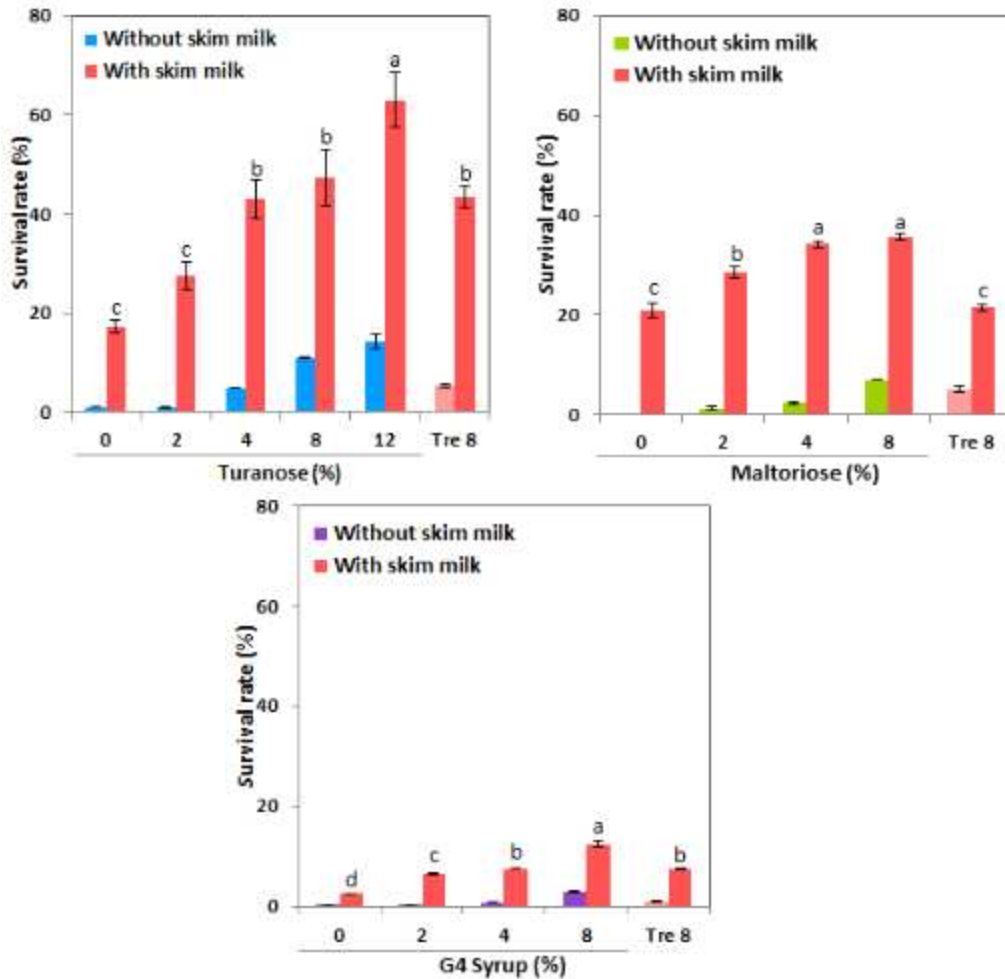 80
60
40
20
0
Survival rate (%)
Without skim milk
With skim milk
c
c
b
b
a
b
0 2 4 8 12 Tre 8
Turanose (%)
80
60
40
20
0
Survival rate (%)
Without skim milk
With skim milk
c
b
a
a
c
0 2 4 8 Tre 8
Maltoriose (%)
80
60
40
20
0
Survival rate (%)
Without skim milk
With skim milk
d
c
b
a
b
0 2 4 8 Tre 8
G4 Syrup (%)